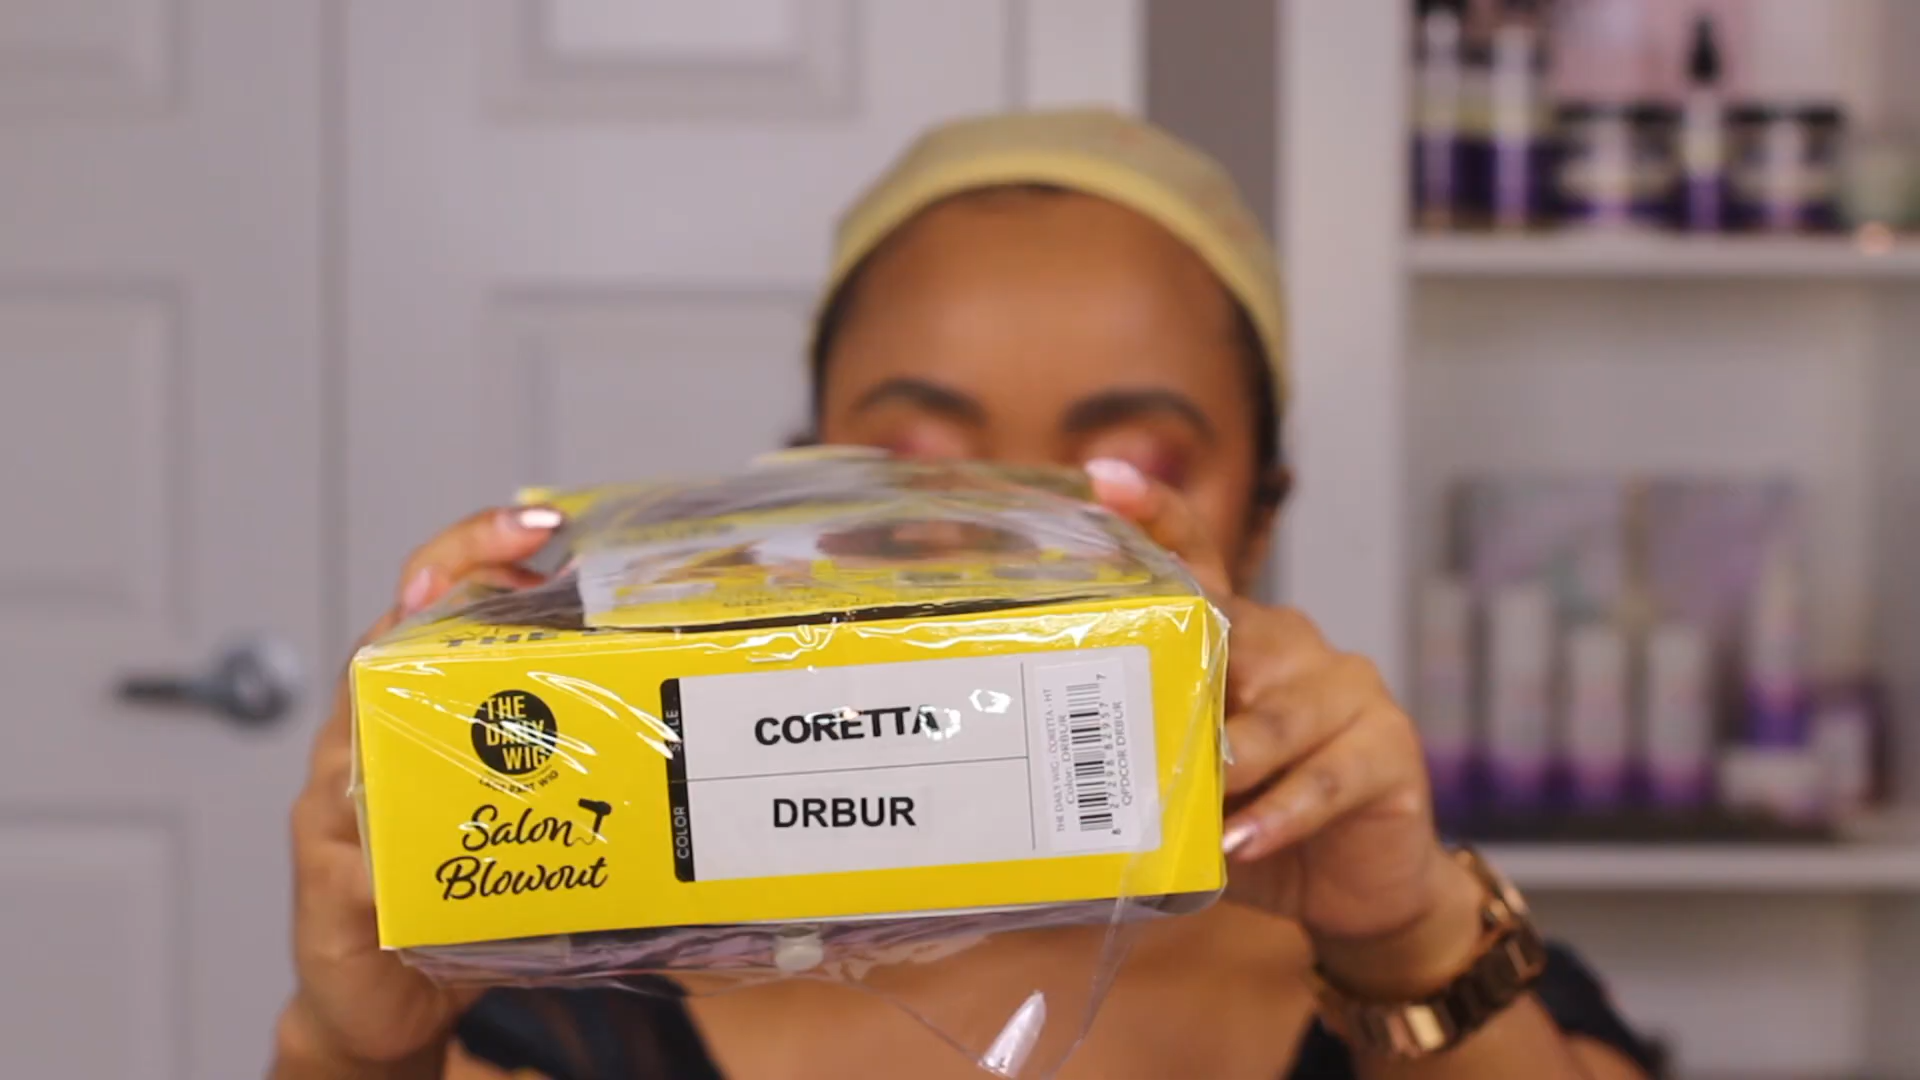 THE
DAILY
WIG
Salon
Blowout
STYLE
CORETTA
COLOR
DRBUR
THE DAILY WIG - CORETTA - HT
Color: DRBUR
QPDCOR DRBUR